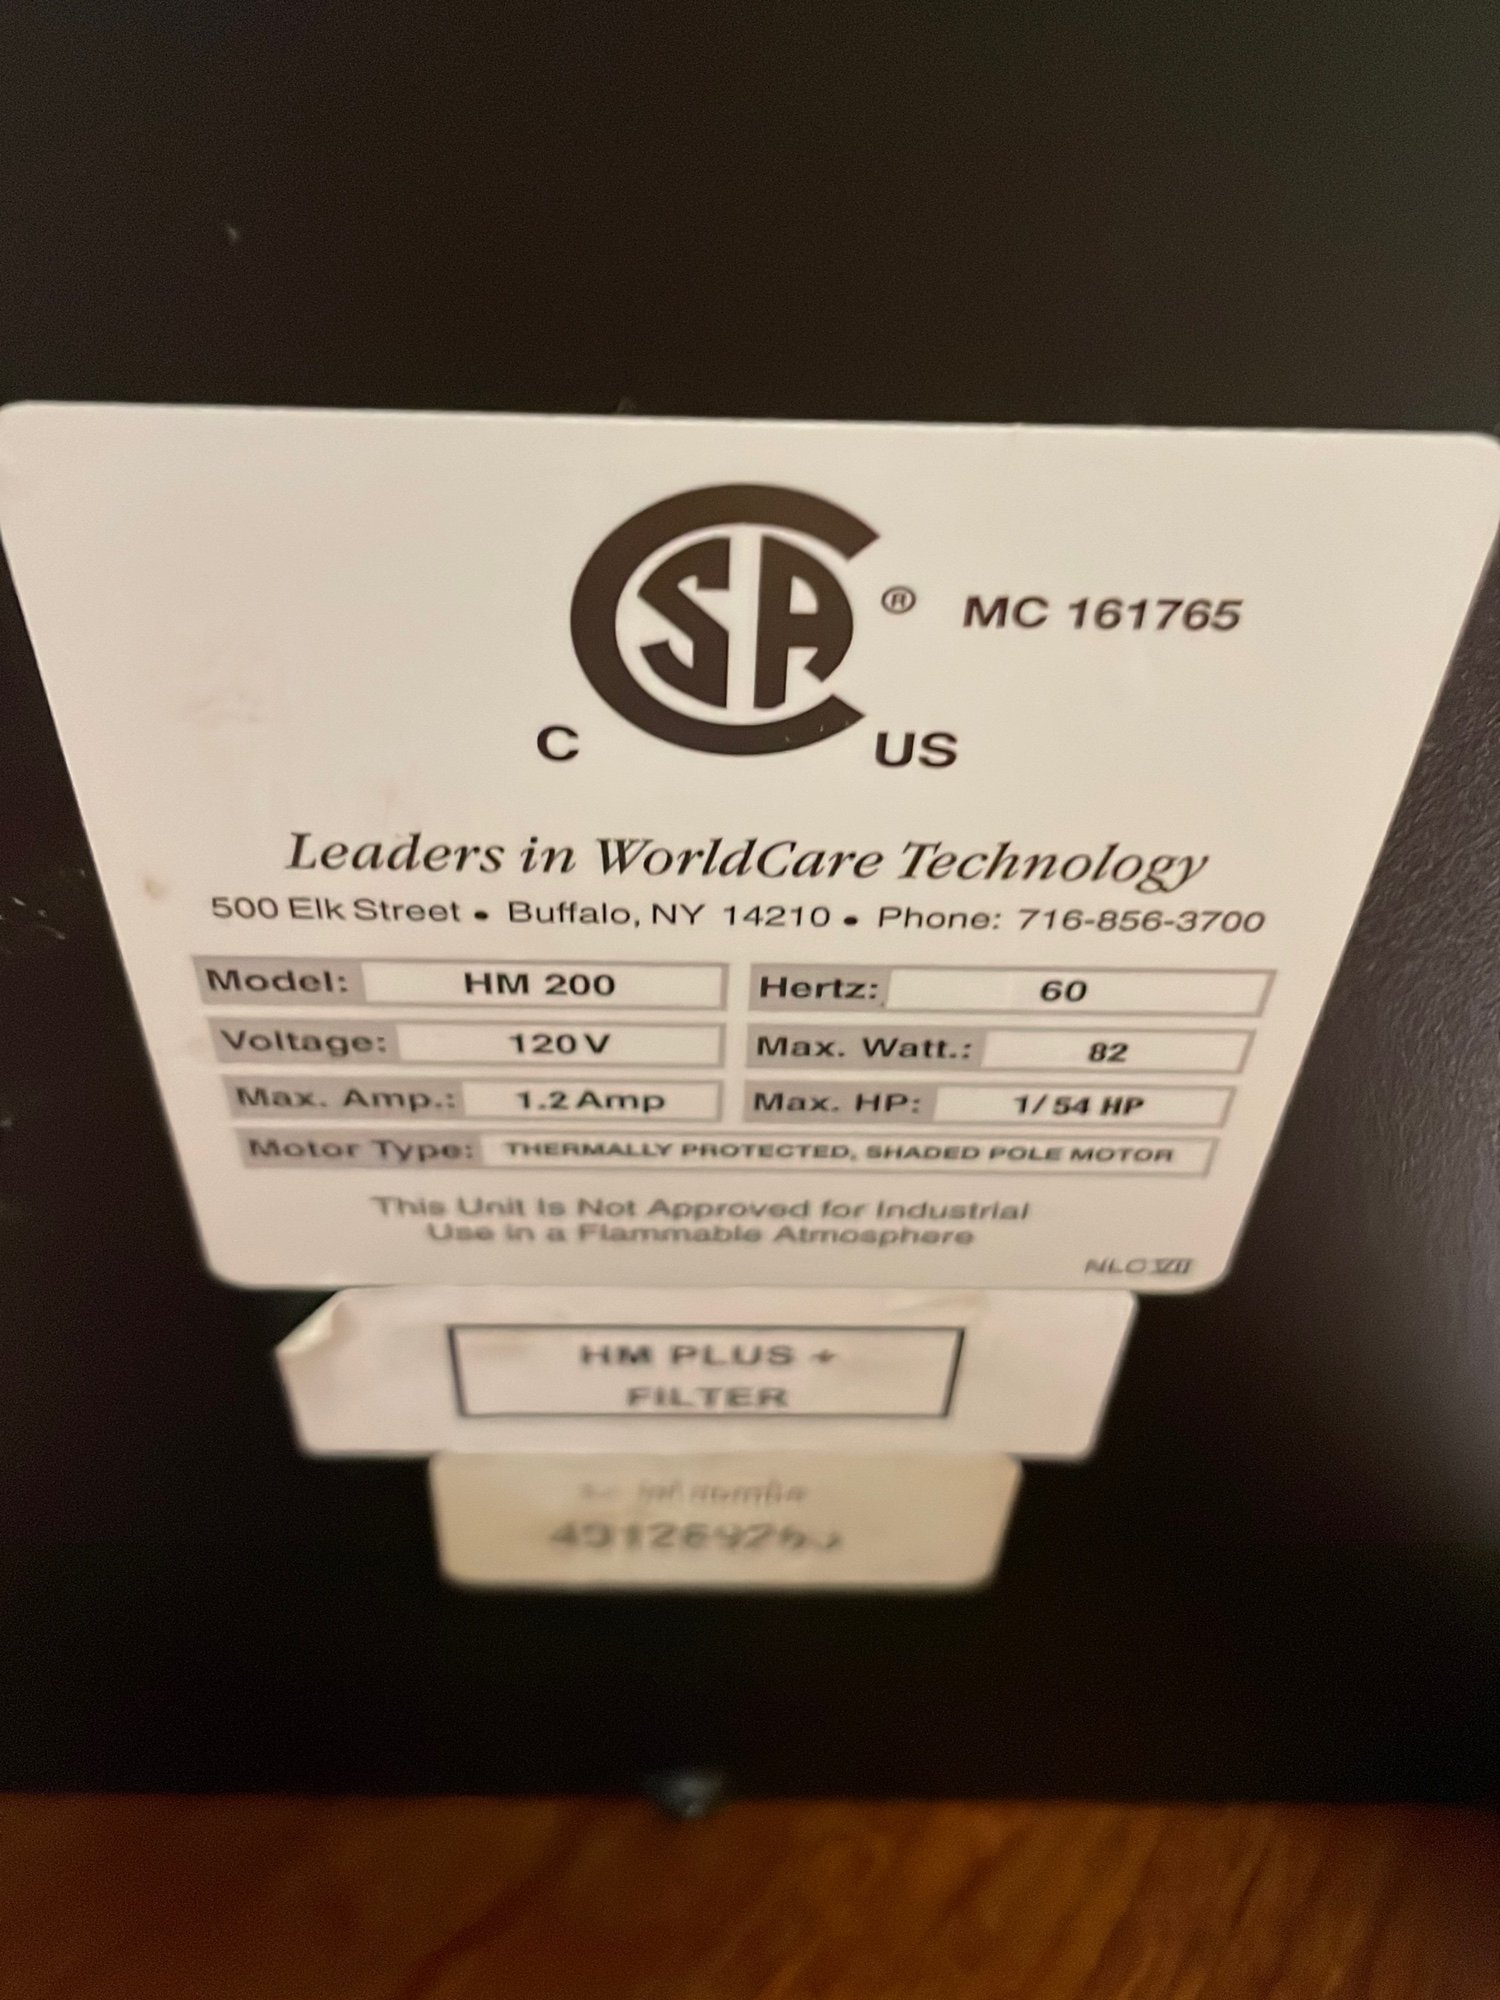 CSA ® MC 161765
C US
Leaders in WorldCare Technology
500 Elk Street • Buffalo, NY 14210 • Phone: 716-856-3700
Model: HM 200 Hertz: 60
Voltage: 120V Max. Watt.: 82
Max. Amp.: 1.2 Amp Max. HP: 1/54 HP
Motor Type: THERMALLY PROTECTED, SHADED POLE MOTOR
This Unit Is Not Approved for Industrial
Use in a Flammable Atmosphere
HM PLUS +
FILTER